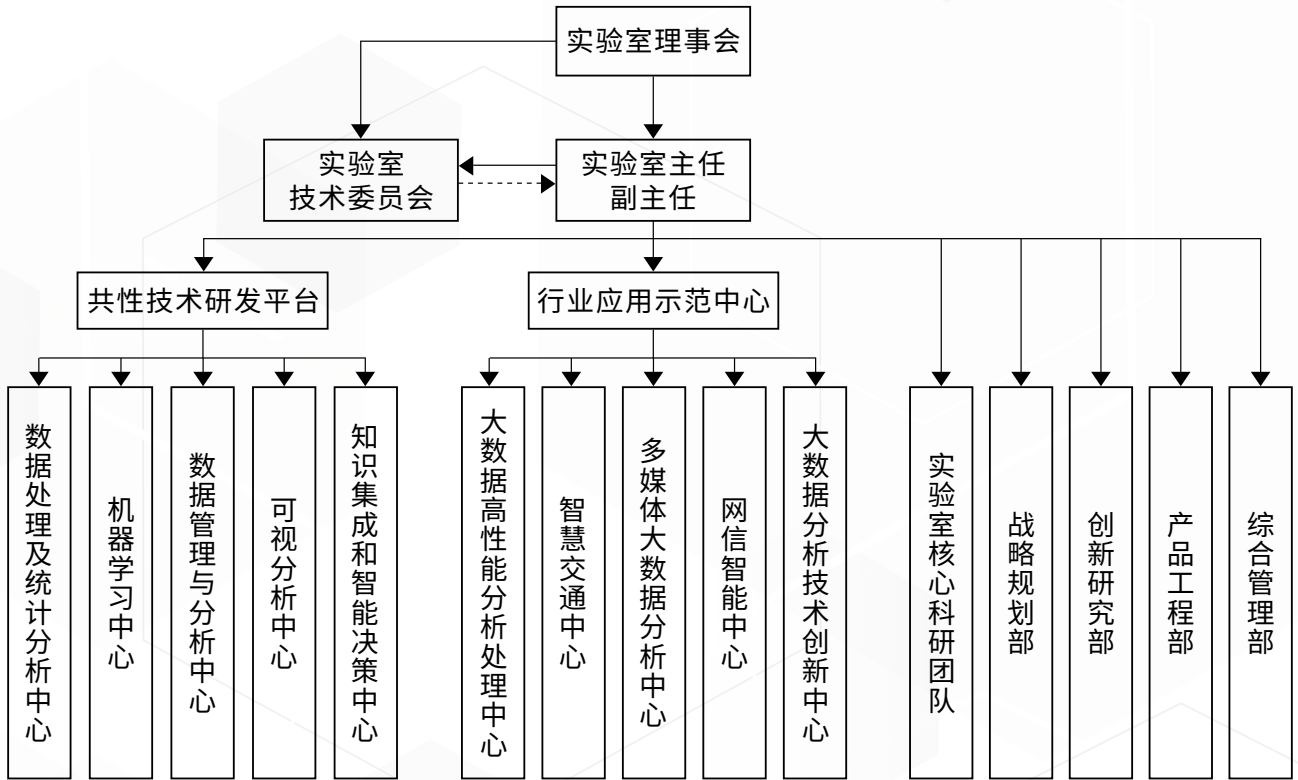 实验室理事会
实验室
技术委员会
实验室主任
副主任
共性技术研发平台
行业应用示范中心
数据处理及统计分析中心
机器学习中心
数据管理与分析中心
可视分析中心
知识集成和智能决策中心
大数据高性能分析处理中心
智慧交通中心
多媒体大数据分析中心
网信智能中心
大数据分析技术创新中心
实验室核心科研团队
战略规划部
创新研究部
产品工程部
综合管理部